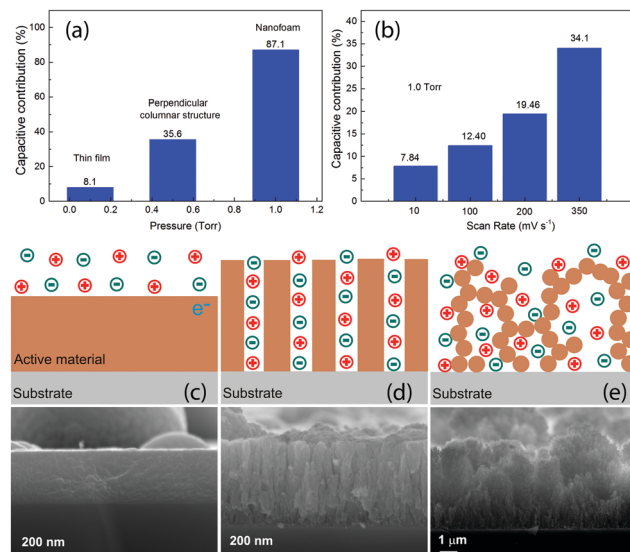 (a)
Nanofoam
87.1
Perpendicular
columnar structure
35.6
Thin film
8.1
Capacitive contribution (%)
100
80
60
40
20
0
0.0 0.2 0.4 0.6 0.8 1.0 1.2
Pressure (Torr)
(b)
34.1
1.0 Torr
19.46
12.40
7.84
Capacitive contribution (%)
40
35
30
25
20
15
10
5
0
10 100 200 350
Scan Rate (mV s⁻¹)
e⁻
Active material
Substrate (c)
Substrate (d)
Substrate (e)
200 nm
200 nm
1 μm